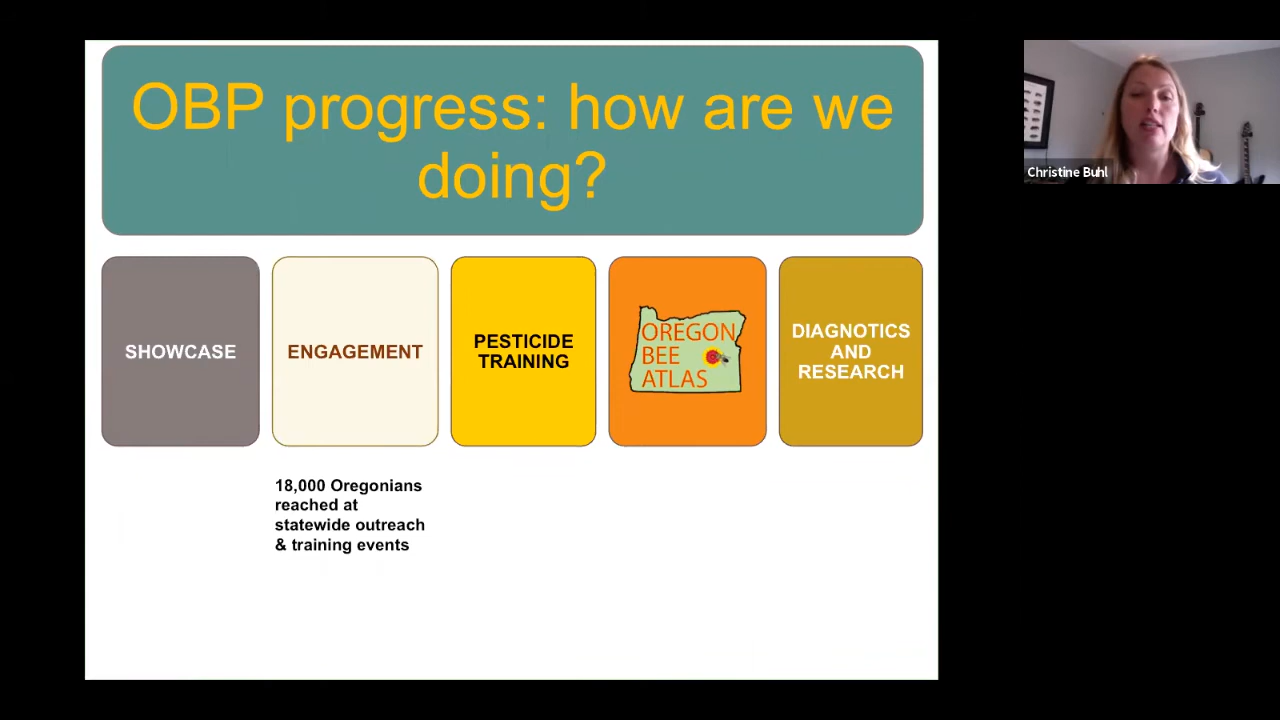 OBP progress: how are we
doing?
Christine Buhl
SHOWCASE
ENGAGEMENT
PESTICIDE
TRAINING
OREGON
BEE
ATLAS
DIAGNOTICS
AND
RESEARCH
18,000 Oregonians
reached at
statewide outreach
& training events